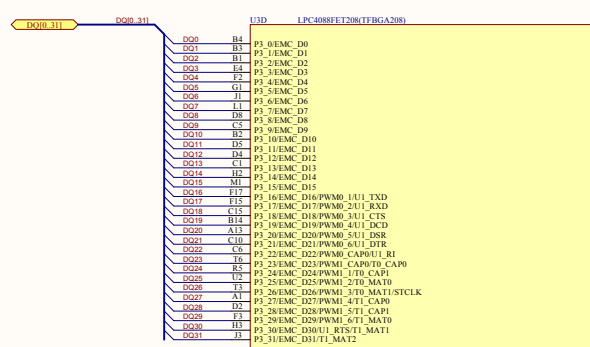 DQ[0..31] DQ[0..31] U3D LPC4088FET208(TFBGA208)
DQ0 B4 P3_0/EMC_D0
DQ1 B3 P3_1/EMC_D1
DQ2 B1 P3_2/EMC_D2
DQ3 E4 P3_3/EMC_D3
DQ4 F2 P3_4/EMC_D4
DQ5 G1 P3_5/EMC_D5
DQ6 J1 P3_6/EMC_D6
DQ7 L1 P3_7/EMC_D7
DQ8 D8 P3_8/EMC_D8
DQ9 C5 P3_9/EMC_D9
DQ10 B2 P3_10/EMC_D10
DQ11 D5 P3_11/EMC_D11
DQ12 D4 P3_12/EMC_D12
DQ13 C1 P3_13/EMC_D13
DQ14 H2 P3_14/EMC_D14
DQ15 M1 P3_15/EMC_D15
DQ16 F17 P3_16/EMC_D16/PWM0_1/U1_TXD
DQ17 F15 P3_17/EMC_D17/PWM0_2/U1_RXD
DQ18 C15 P3_18/EMC_D18/PWM0_3/U1_CTS
DQ19 B14 P3_19/EMC_D19/PWM0_4/U1_DCD
DQ20 A13 P3_20/EMC_D20/PWM0_5/U1_DSR
DQ21 C10 P3_21/EMC_D21/PWM0_6/U1_DTR
DQ22 C6 P3_22/EMC_D22/PWM0_CAP0/U1_RI
DQ23 T6 P3_23/EMC_D23/PWM1_CAP0/T0_CAP0
DQ24 R5 P3_24/EMC_D24/PWM1_1/T0_CAP1
DQ25 U2 P3_25/EMC_D25/PWM1_2/T0_MAT0
DQ26 T3 P3_26/EMC_D26/PWM1_3/T0_MAT1/STCLK
DQ27 A1 P3_27/EMC_D27/PWM1_4/T1_CAP0
DQ28 D2 P3_28/EMC_D28/PWM1_5/T1_CAP1
DQ29 F3 P3_29/EMC_D29/PWM1_6/T1_MAT0
DQ30 H3 P3_30/EMC_D30/U1_RTS/T1_MAT1
DQ31 J3 P3_31/EMC_D31/T1_MAT2